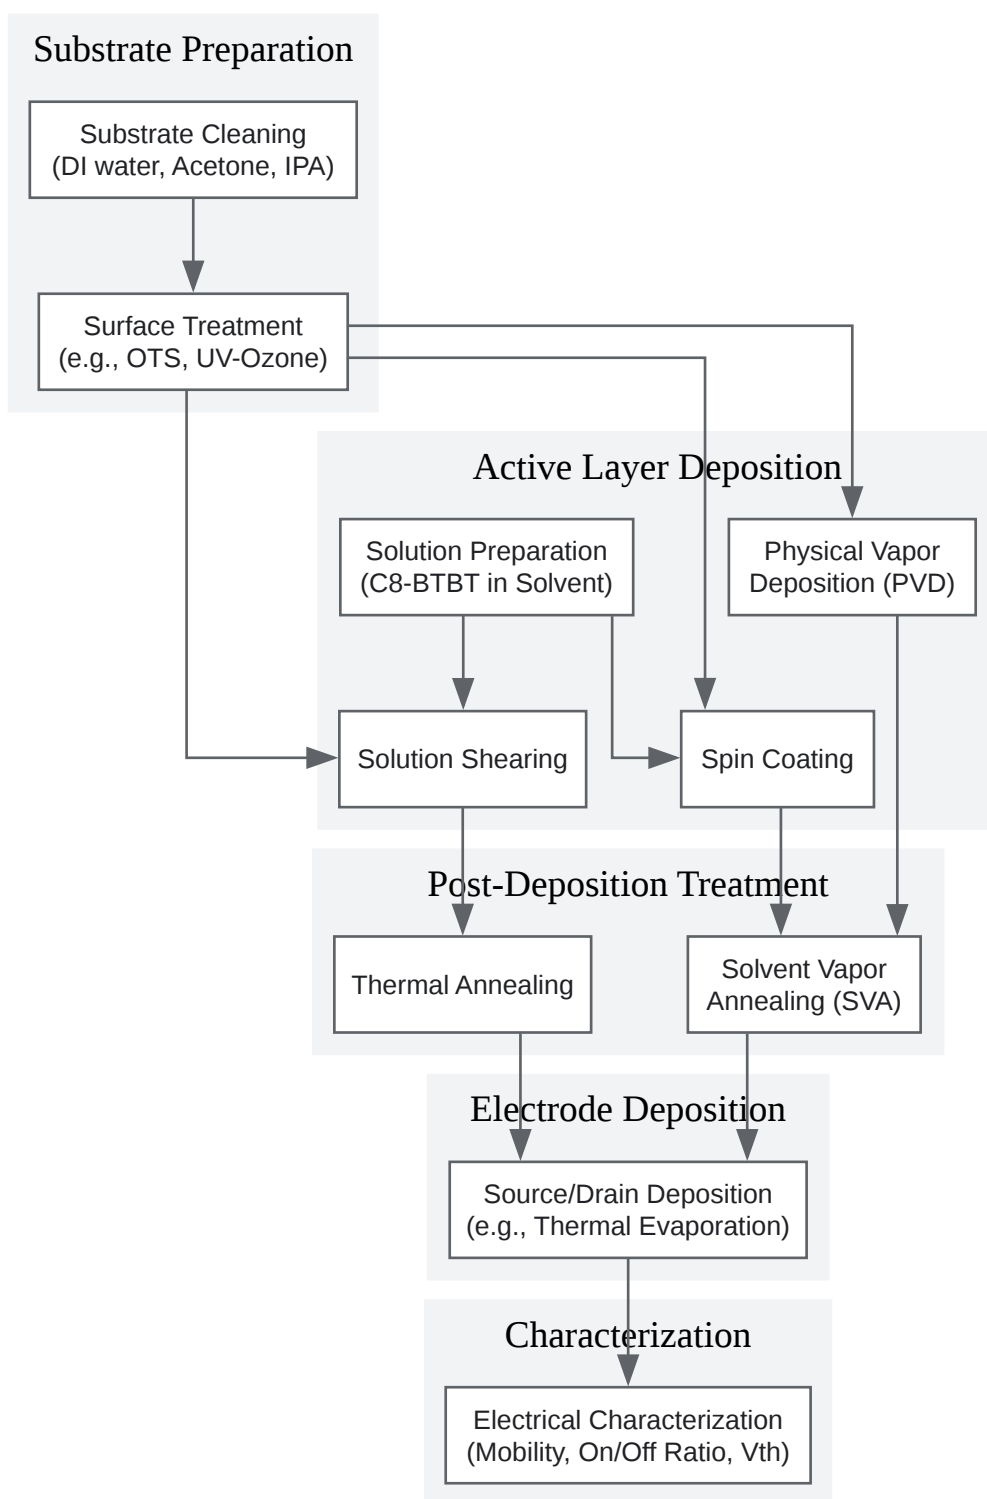 Substrate Preparation
Substrate Cleaning
(DI water, Acetone, IPA)
Surface Treatment
(e.g., OTS, UV-Ozone)
Active Layer Deposition
Solution Preparation
(C8-BTBT in Solvent)
Physical Vapor
Deposition (PVD)
Solution Shearing
Spin Coating
Post-Deposition Treatment
Thermal Annealing
Solvent Vapor
Annealing (SVA)
Electrode Deposition
Source/Drain Deposition
(e.g., Thermal Evaporation)
Characterization
Electrical Characterization
(Mobility, On/Off Ratio, Vth)